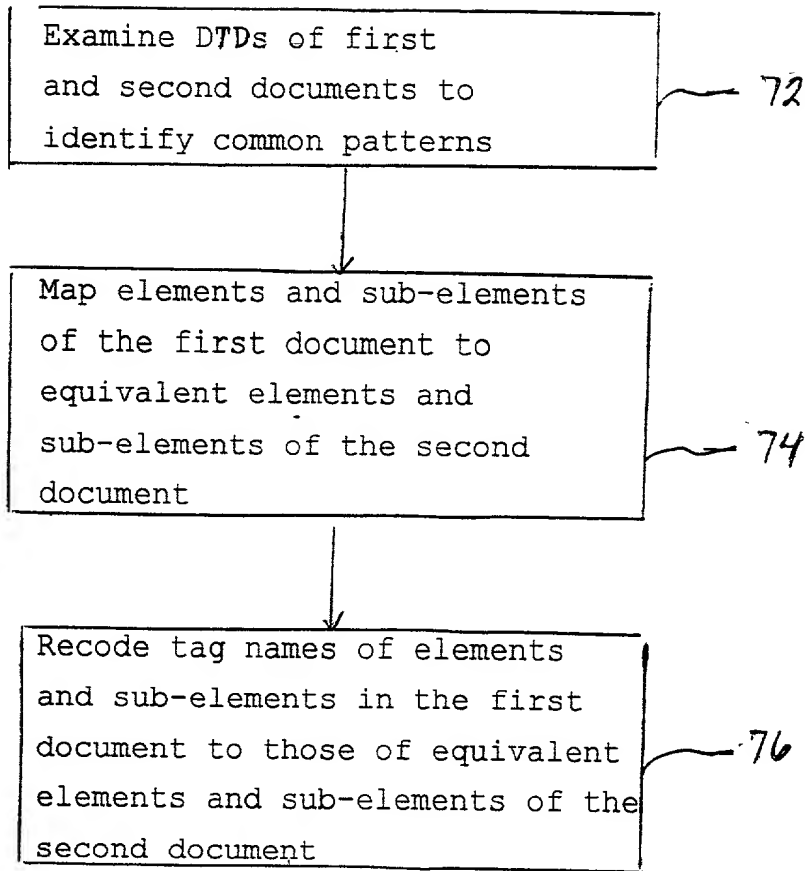 Examine DTDs of first
and second documents to
identify common patterns
72
Map elements and sub-elements
of the first document to
equivalent elements and
sub-elements of the second
document
74
Recode tag names of elements
and sub-elements in the first
document to those of equivalent
elements and sub-elements of the
second document
76